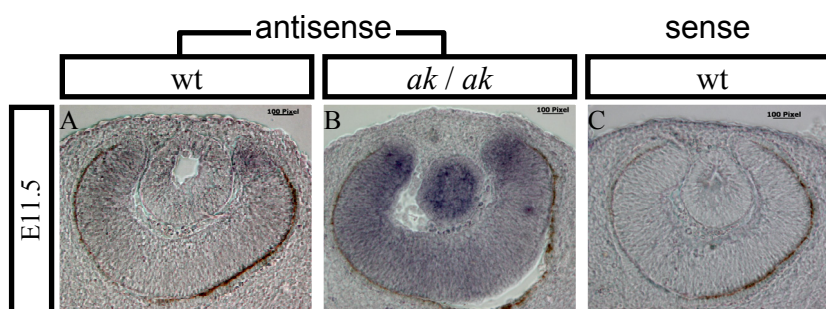 antisense sense
wt ak / ak wt
E11.5
A 100 Pixel B 100 Pixel C 100 Pixel